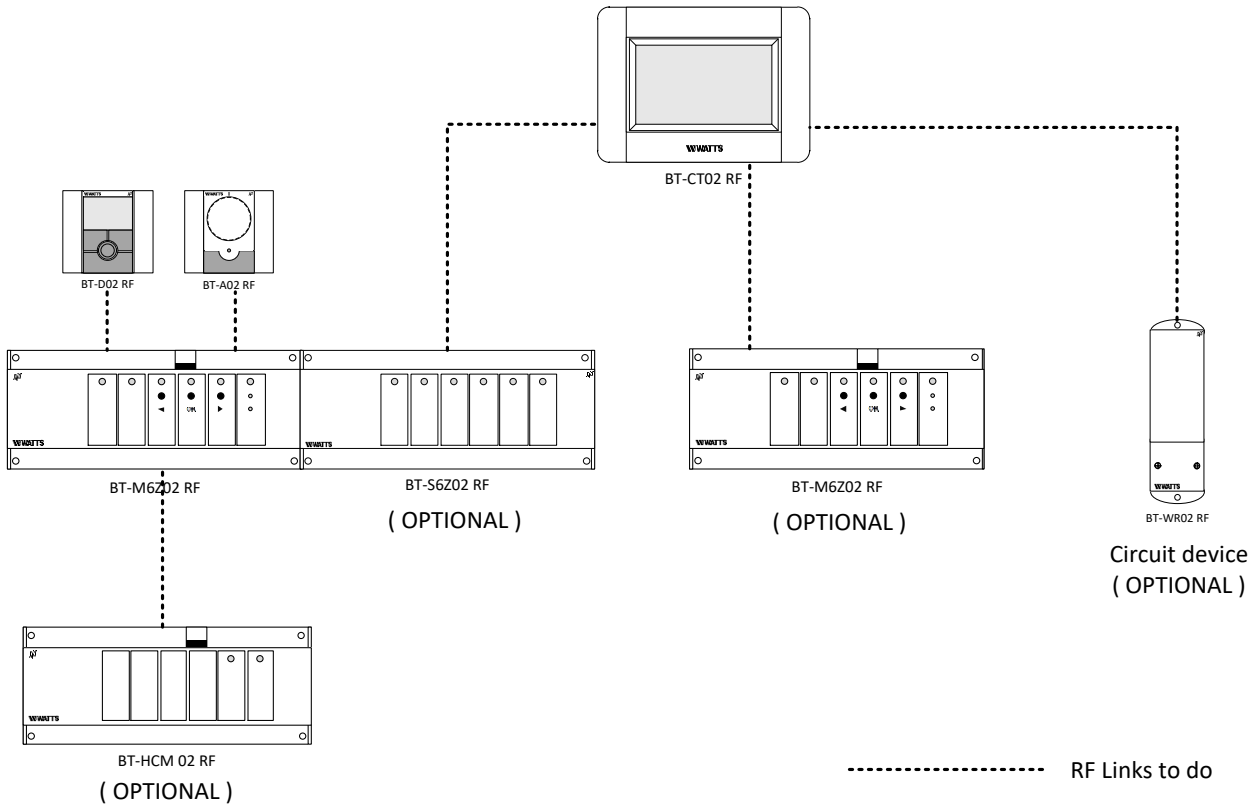 WATTS
BT-CT02 RF
WATTS
WATTS
BT-D02 RF
BT-A02 RF
OK
OK
WATTS
WATTS
WATTS
BT-M6Z02 RF
BT-S6Z02 RF
( OPTIONAL )
BT-M6Z02 RF
( OPTIONAL )
WATTS
BT-WR02 RF
Circuit device
( OPTIONAL )
WATTS
BT-HCM 02 RF
( OPTIONAL )
RF Links to do